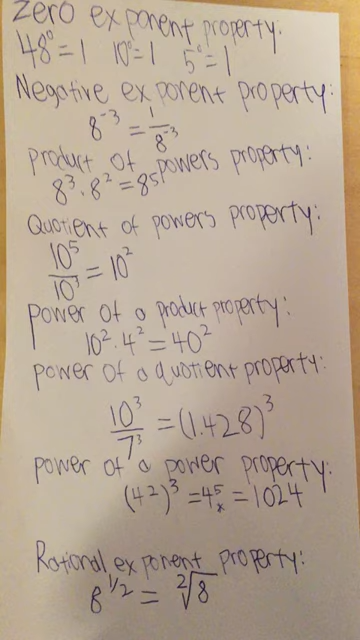 Zero exponent property:
48⁰=1 10⁰=1 5⁰=1
Negative exponent property:
8⁻³ = 1/8⁻³
product of powers property:
8³·8²=8⁵
Quotient of powers property:
10⁵/10³ = 10²
power of a product property:
10²·4²=40²
power of a quotient property:
10³/7³ = (1.428)³
power of a power property:
(42)³=4⁵ₓ=1024
Rational exponent property:
8^1/2 = ²√8